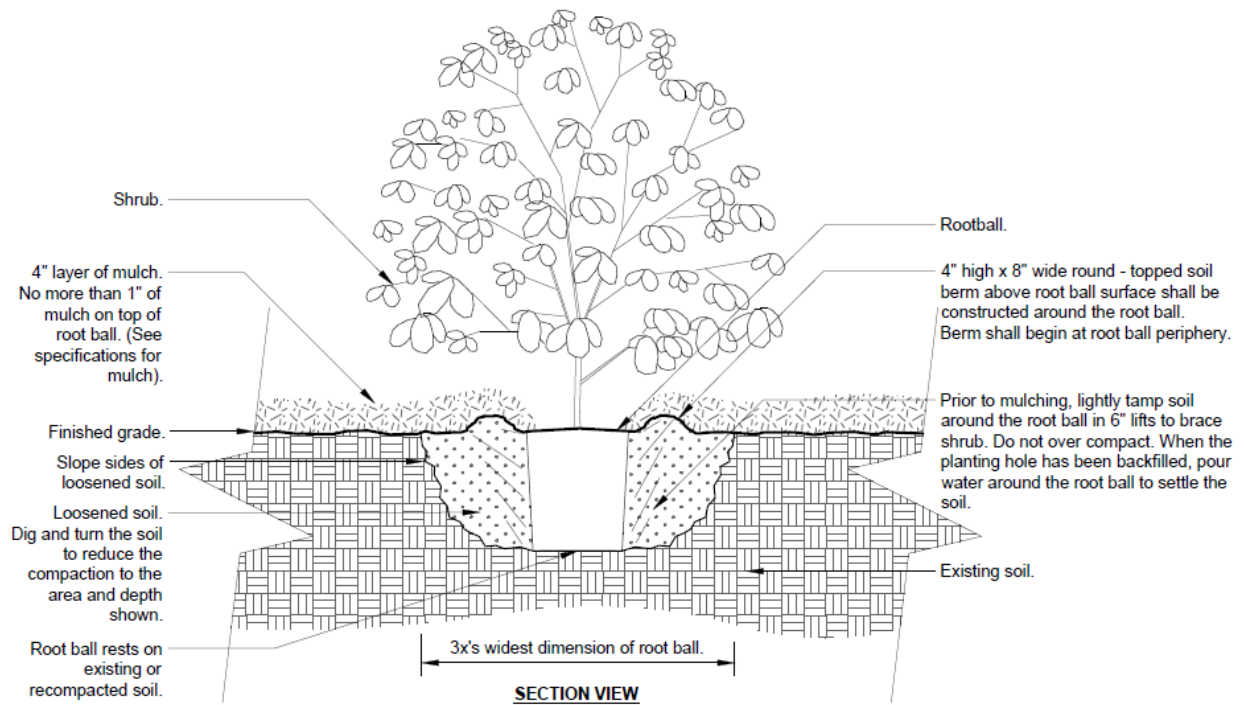 Shrub.
4" layer of mulch.
No more than 1" of
mulch on top of
root ball. (See
specifications for
mulch).
Finished grade.
Slope sides of
loosened soil.
Loosened soil.
Dig and turn the soil
to reduce the
compaction to the
area and depth
shown.
Root ball rests on
existing or
recompacted soil.
Rootball.
4" high x 8" wide round - topped soil
berm above root ball surface shall be
constructed around the root ball.
Berm shall begin at root ball periphery.
Prior to mulching, lightly tamp soil
around the root ball in 6" lifts to brace
shrub. Do not over compact. When the
planting hole has been backfilled, pour
water around the root ball to settle the
soil.
Existing soil.
3x's widest dimension of root ball.
SECTION VIEW